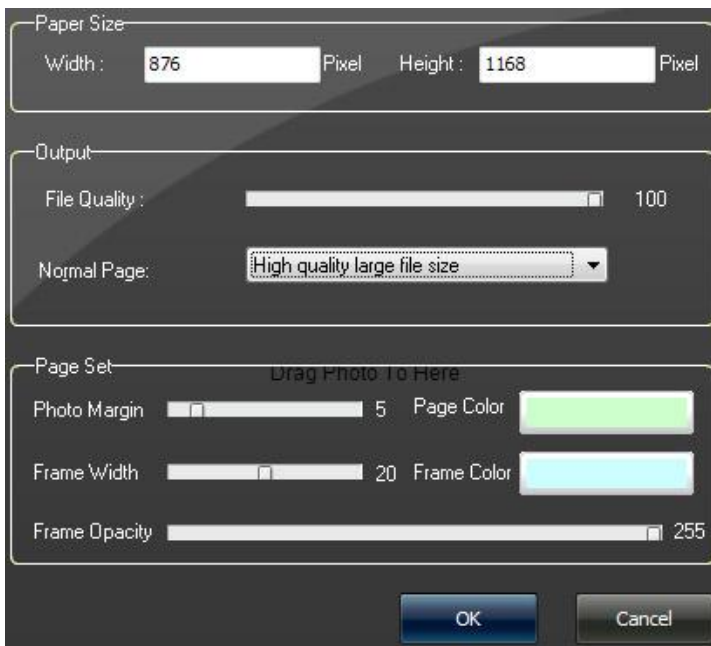 Paper Size
Width : 876 Pixel Height : 1168 Pixel
Output
File Quality : 100
Normal Page: High quality large file size
Page Set
Drag Photo To Here
Photo Margin 5 Page Color
Frame Width 20 Frame Color
Frame Opacity 255
OK Cancel